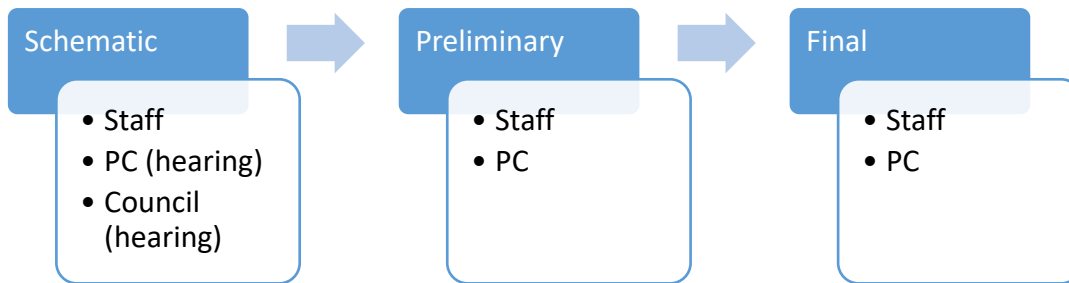 Schematic
• Staff
• PC (hearing)
• Council
(hearing)
Preliminary
• Staff
• PC
Final
• Staff
• PC